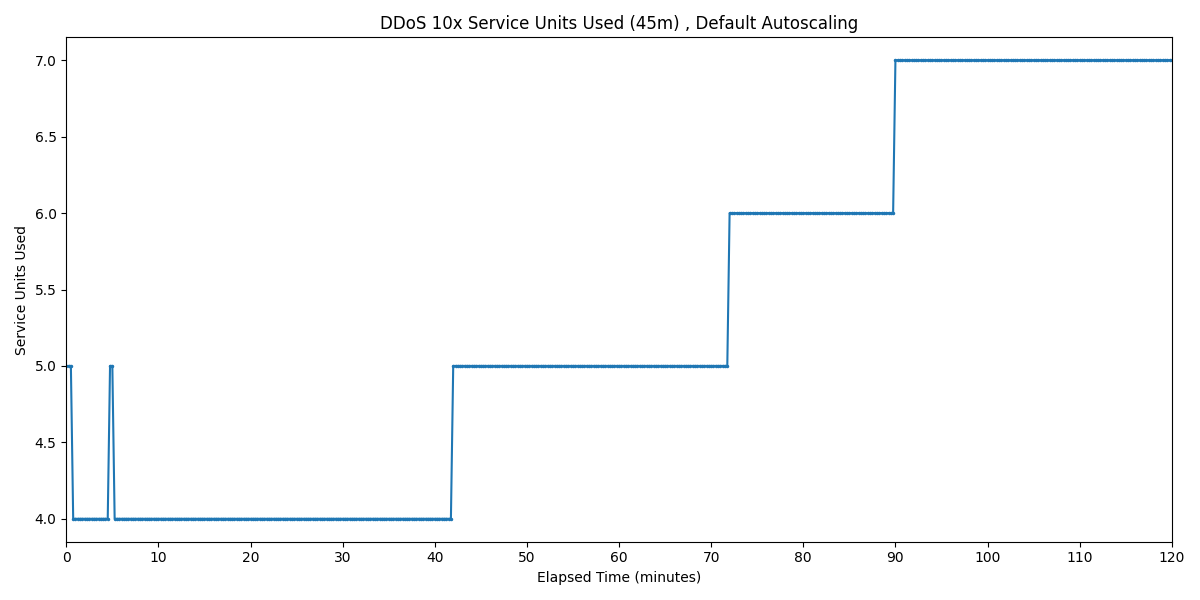 DDoS 10x Service Units Used (45m) , Default Autoscaling
Service Units Used
7.0
6.5
6.0
5.5
5.0
4.5
4.0
0 10 20 30 40 50 60 70 80 90 100 110 120
Elapsed Time (minutes)